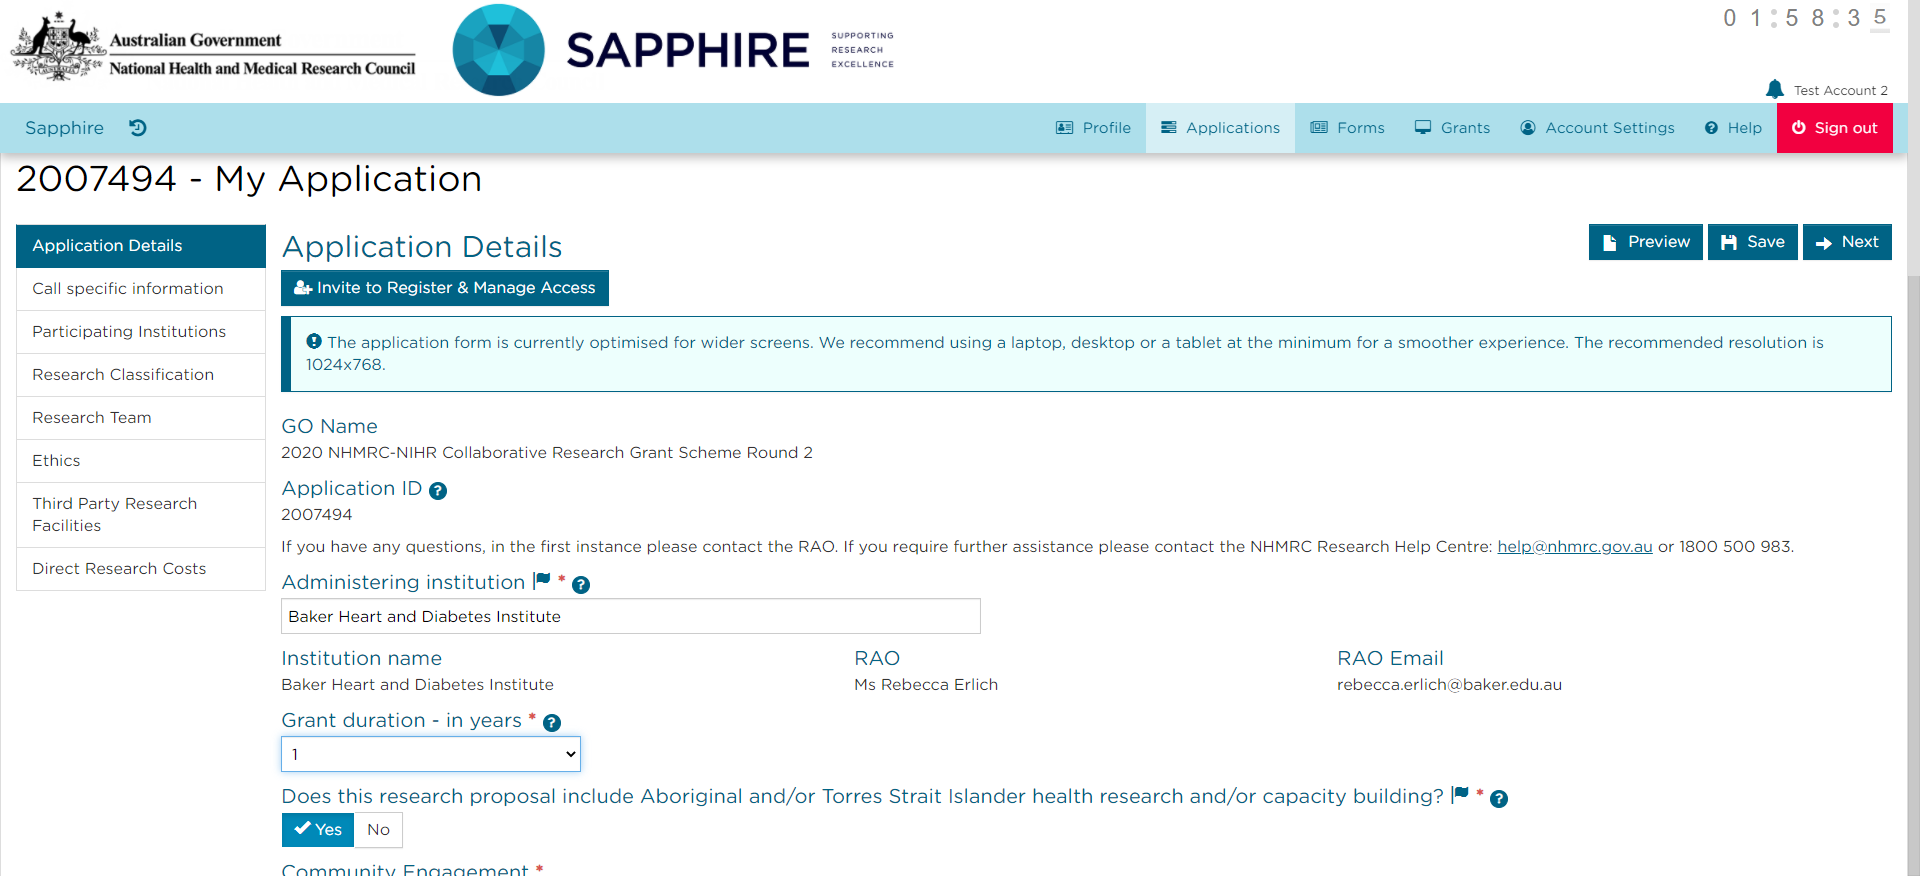 Australian Government
National Health and Medical Research Council
SAPPHIRE
SUPPORTING
RESEARCH
EXCELLENCE
01:58:35
Test Account 2
Sapphire
Profile
Applications
Forms
Grants
Account Settings
Help
Sign out
2007494 - My Application
Application Details
Call specific information
Participating Institutions
Research Classification
Research Team
Ethics
Third Party Research
Facilities
Direct Research Costs
Application Details
Preview
Save
Next
Invite to Register & Manage Access
The application form is currently optimised for wider screens. We recommend using a laptop, desktop or a tablet at the minimum for a smoother experience. The recommended resolution is
1024x768.
GO Name
2020 NHMRC-NIHR Collaborative Research Grant Scheme Round 2
Application ID ?
2007494
If you have any questions, in the first instance please contact the RAO. If you require further assistance please contact the NHMRC Research Help Centre: help@nhmrc.gov.au or 1800 500 983.
Administering institution * ?
Baker Heart and Diabetes Institute
Institution name
Baker Heart and Diabetes Institute
RAO
Ms Rebecca Erlich
RAO Email
rebecca.erlich@baker.edu.au
Grant duration - in years * ?
1
Does this research proposal include Aboriginal and/or Torres Strait Islander health research and/or capacity building? * ?
Yes
No
Community Engagement *